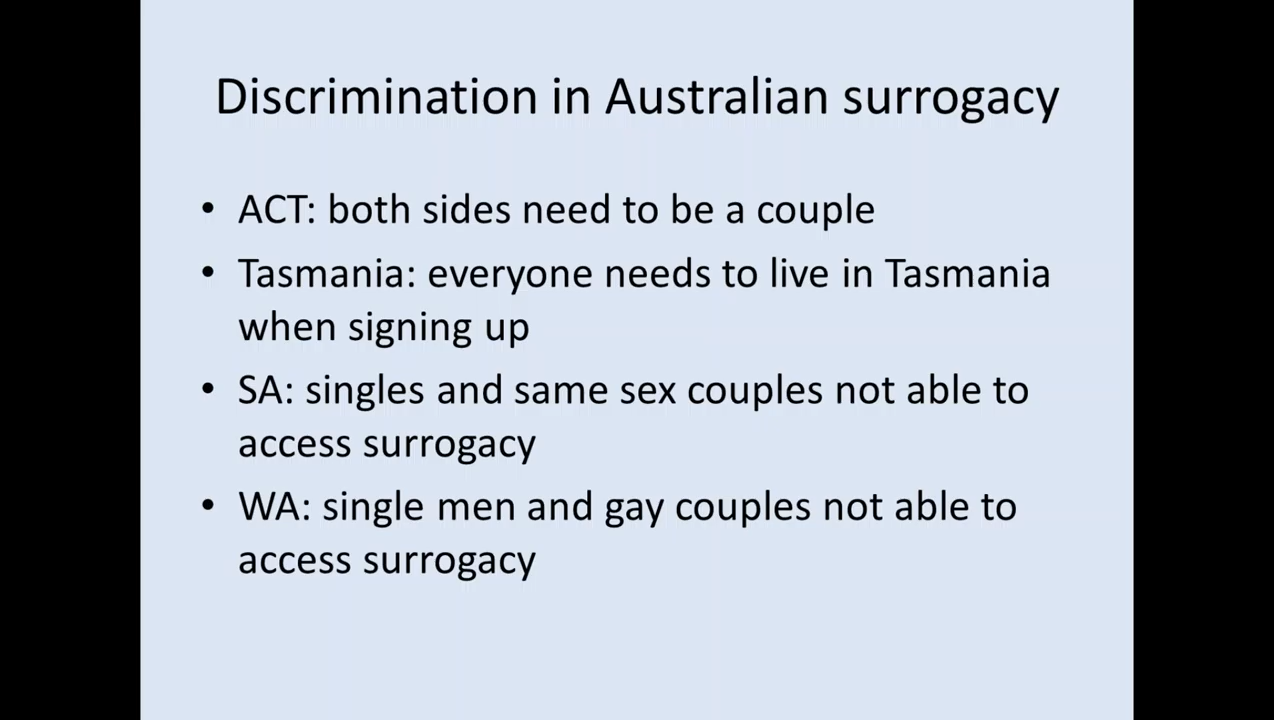 Discrimination in Australian surrogacy
• ACT: both sides need to be a couple
• Tasmania: everyone needs to live in Tasmania
when signing up
• SA: singles and same sex couples not able to
access surrogacy
• WA: single men and gay couples not able to
access surrogacy